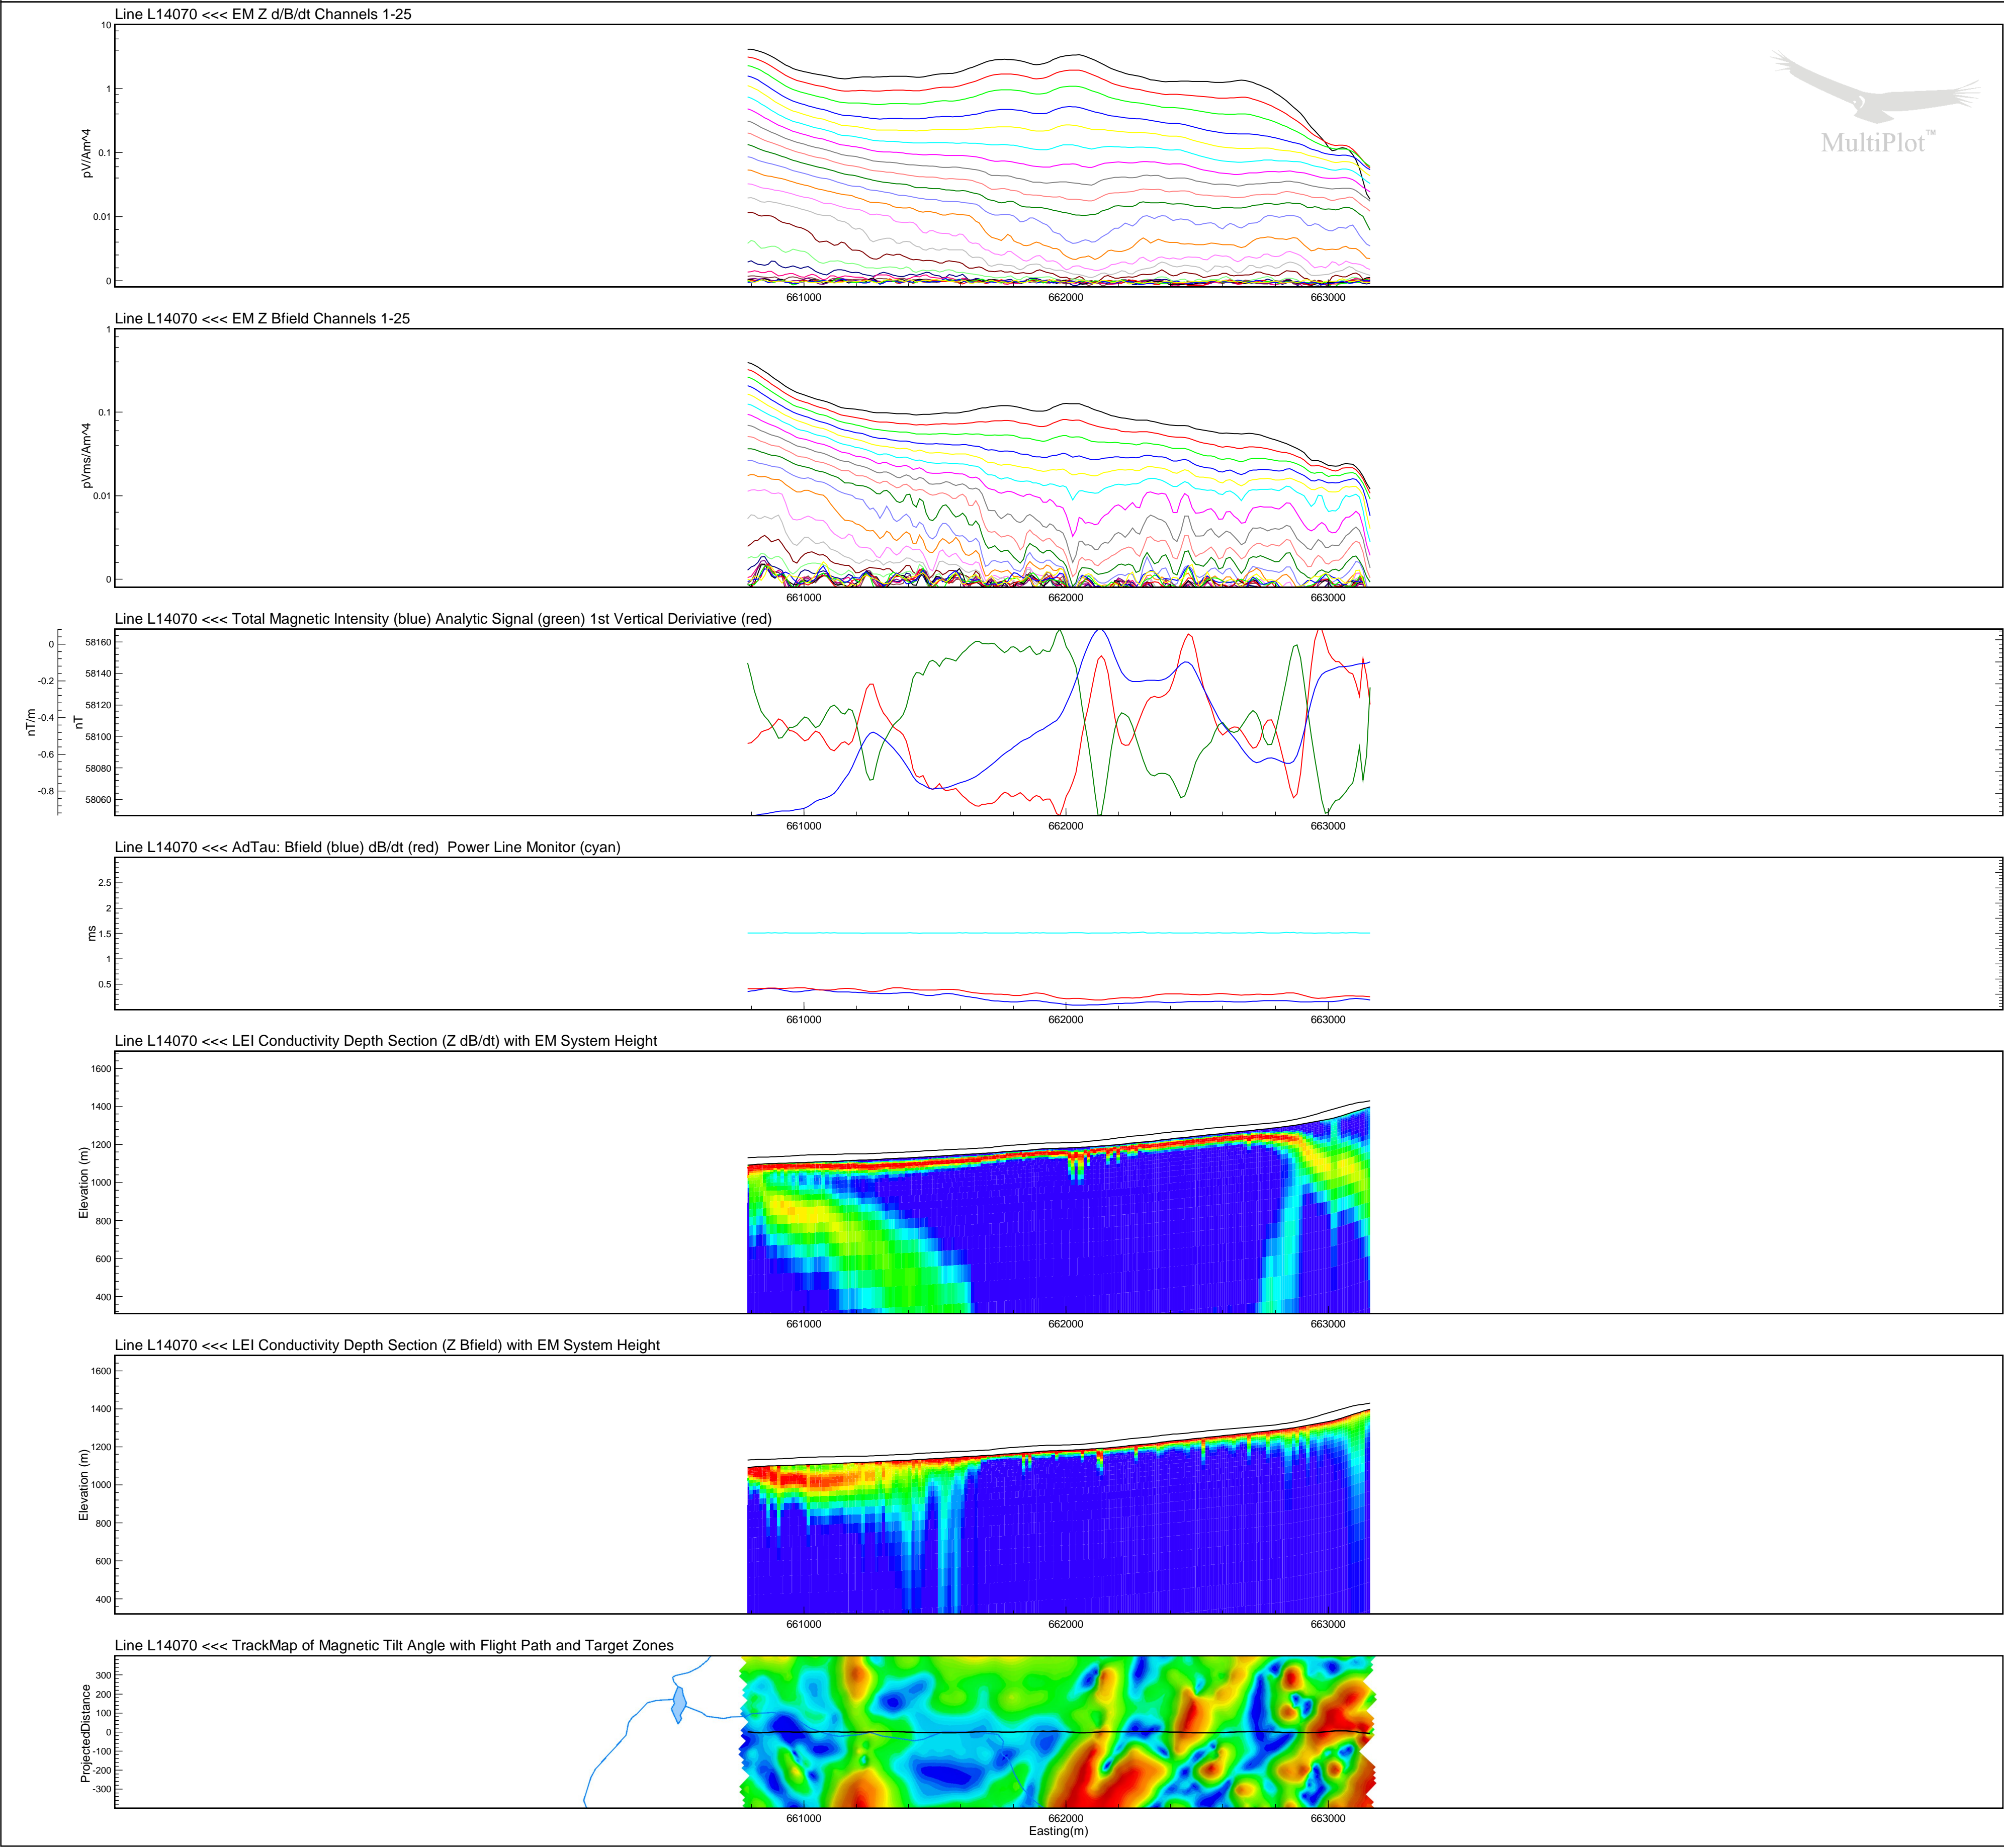 Line L14070 <<< EM Z d/B/dt Channels 1-25
10
1
0.1
0.01
0
pV/Am^4
661000 662000 663000
MultiPlot™
Line L14070 <<< EM Z Bfield Channels 1-25
1
0.1
0.01
0
pVms/Am^4
661000 662000 663000
Line L14070 <<< Total Magnetic Intensity (blue) Analytic Signal (green) 1st Vertical Deriviative (red)
0
-0.2
-0.4
-0.6
-0.8
nT/m
58160
58140
58120
58100
58080
58060
nT
661000 662000 663000
Line L14070 <<< AdTau: Bfield (blue) dB/dt (red) Power Line Monitor (cyan)
2.5
2
1.5
1
0.5
ms
661000 662000 663000
Line L14070 <<< LEI Conductivity Depth Section (Z dB/dt) with EM System Height
1600
1400
1200
1000
800
600
400
Elevation (m)
661000 662000 663000
Line L14070 <<< LEI Conductivity Depth Section (Z Bfield) with EM System Height
1600
1400
1200
1000
800
600
400
Elevation (m)
661000 662000 663000
Line L14070 <<< TrackMap of Magnetic Tilt Angle with Flight Path and Target Zones
300
200
100
0
-100
-200
-300
ProjectedDistance
661000 662000 663000
Easting(m)